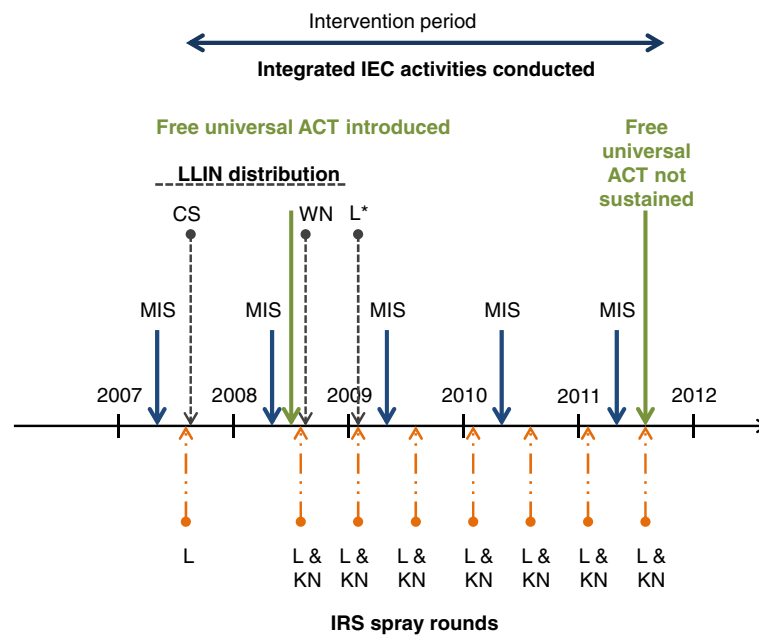 Intervention period
Integrated IEC activities conducted
Free universal ACT introduced
Free
universal
ACT not
sustained
LLIN distribution
CS
WN
L*
MIS
MIS
MIS
MIS
MIS
2007
2008
2009
2010
2011
2012
L
L &
KN
L &
KN
L &
KN
L &
KN
L &
KN
L &
KN
L &
KN
IRS spray rounds